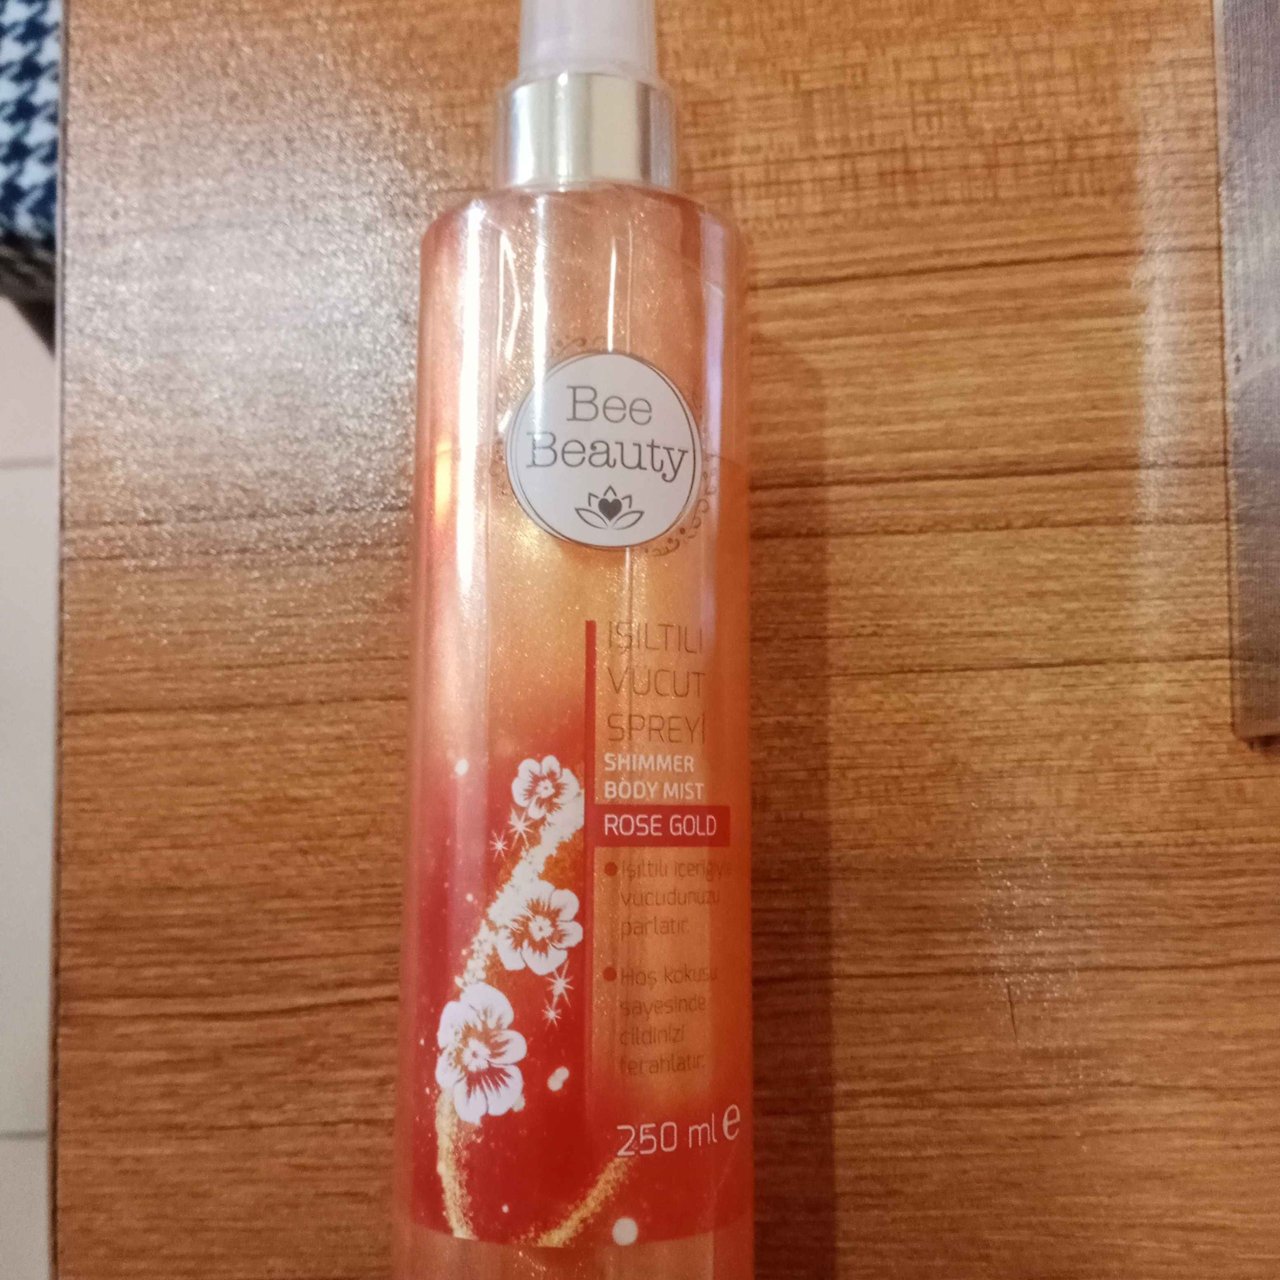 Bee
Beauty
IŞILTILI
VÜCUT
SPREYİ
SHIMMER
BODY MIST
ROSE GOLD
• Işıltılı içeriğiyle
vücudunuzu
parlatır.
• Hoş kokusu
sayesinde
cildinizi
ferahlatır.
250 ml e